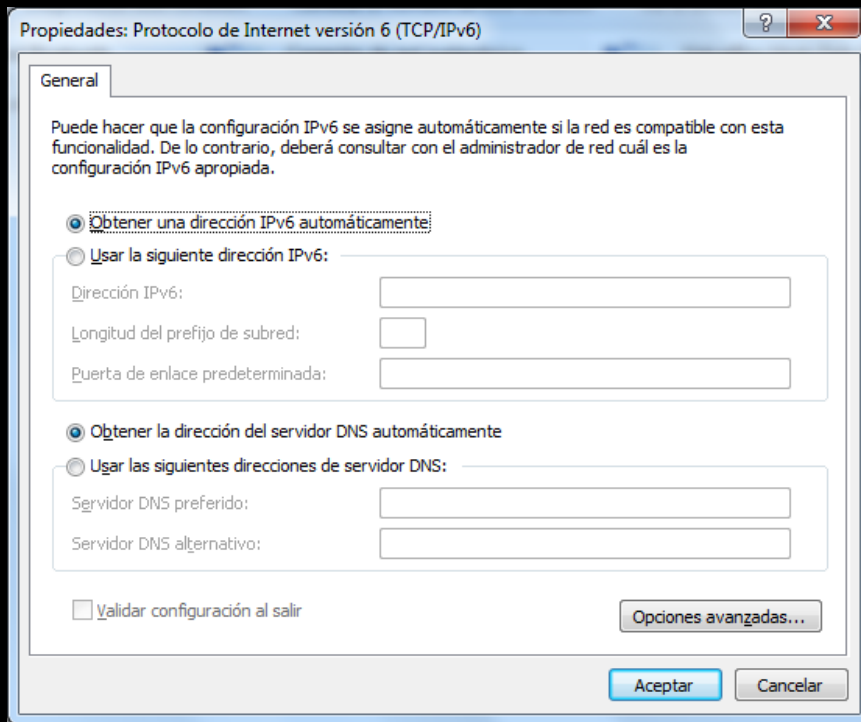 Propiedades: Protocolo de Internet versión 6 (TCP/IPv6)
General
Puede hacer que la configuración IPv6 se asigne automáticamente si la red es compatible con esta
funcionalidad. De lo contrario, deberá consultar con el administrador de red cuál es la
configuración IPv6 apropiada.
Obtener una dirección IPv6 automáticamente
Usar la siguiente dirección IPv6:
Dirección IPv6:
Longitud del prefijo de subred:
Puerta de enlace predeterminada:
Obtener la dirección del servidor DNS automáticamente
Usar las siguientes direcciones de servidor DNS:
Servidor DNS preferido:
Servidor DNS alternativo:
Validar configuración al salir
Opciones avanzadas...
Aceptar
Cancelar